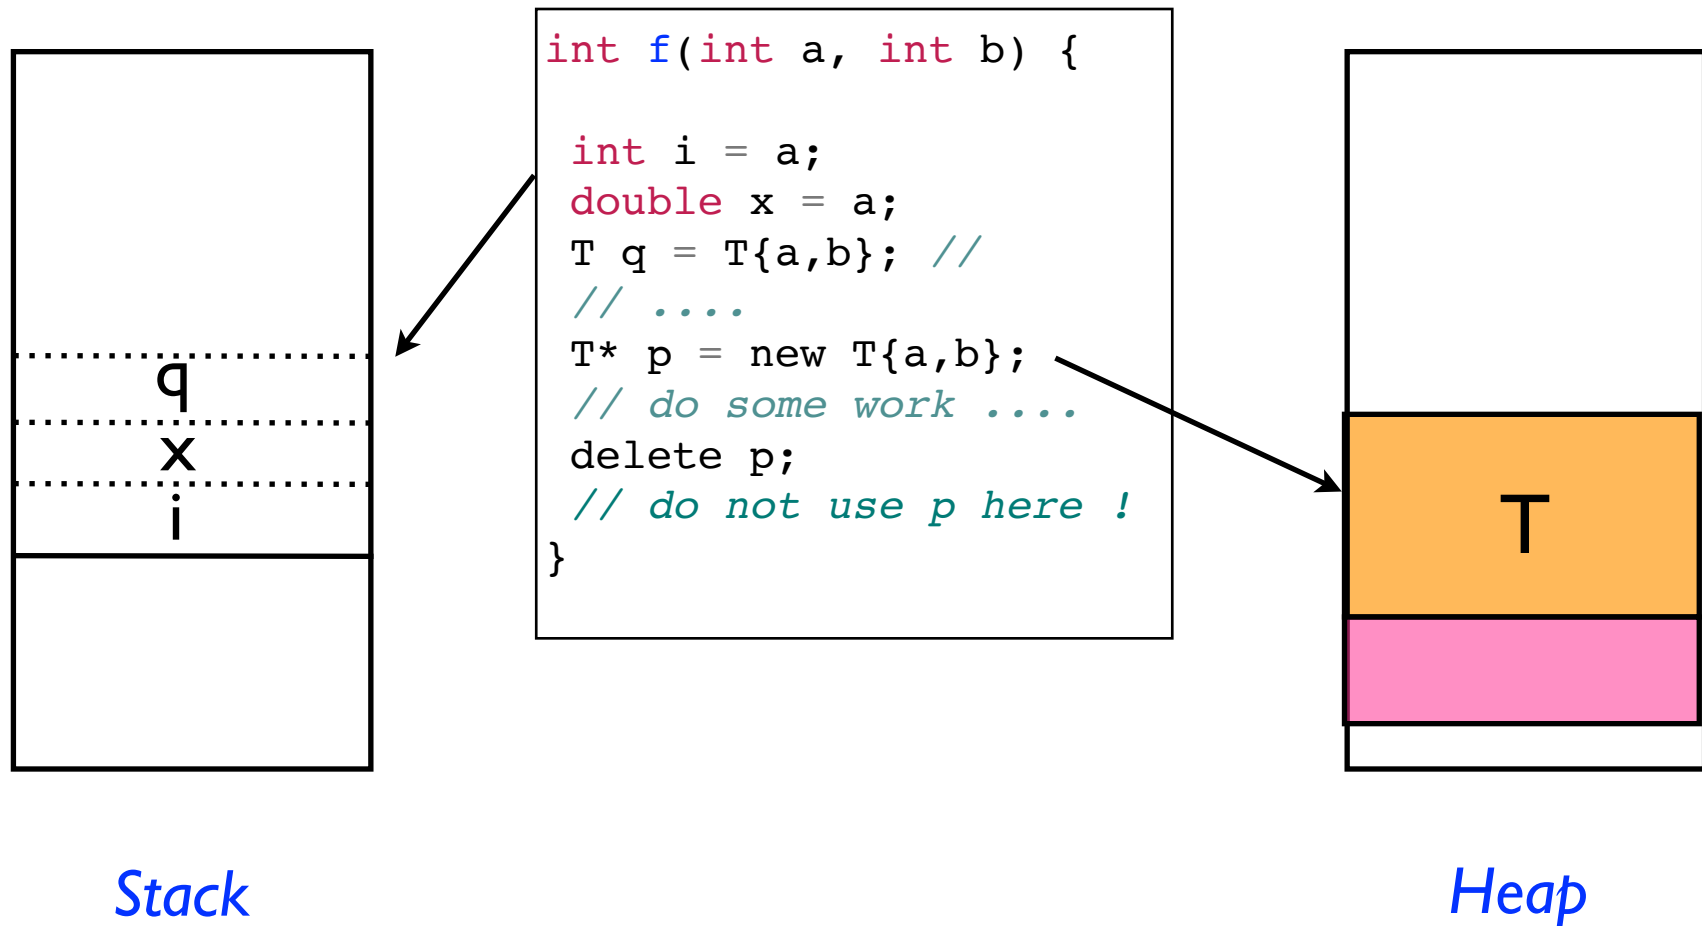 int f(int a, int b) {
int i = a;
double x = a;
T q = T{a,b}; //
// ....
T* p = new T{a,b};
// do some work ....
delete p;
// do not use p here !
}
q
x
i
T
Stack
Heap